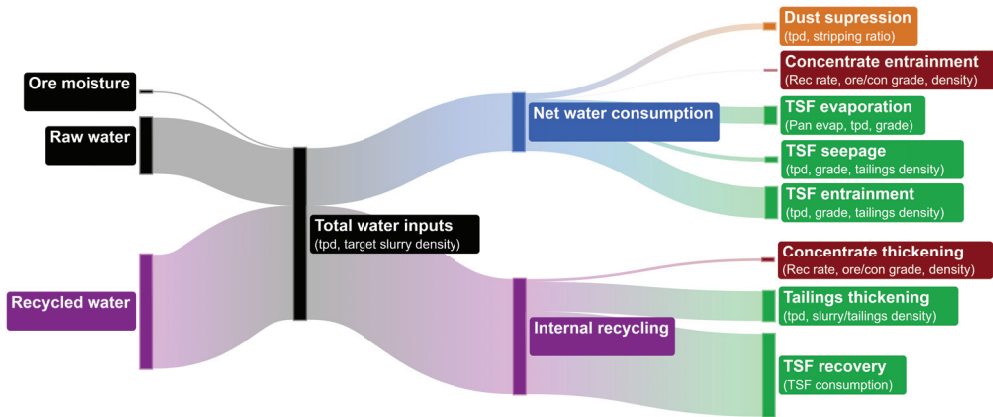 Ore moisture
Raw water
Recycled water
Total water inputs
(tpd, target slurry density)
Net water consumption
Internal recycling
Dust supression
(tpd, stripping ratio)
Concentrate entrainment
(Rec rate, ore/con grade, density)
TSF evaporation
(Pan evap, tpd, grade)
TSF seepage
(tpd, grade, tailings density)
TSF entrainment
(tpd, grade, tailings density)
Concentrate thickening
(Rec rate, ore/con grade, density)
Tailings thickening
(tpd, slurry/tailings density)
TSF recovery
(TSF consumption)